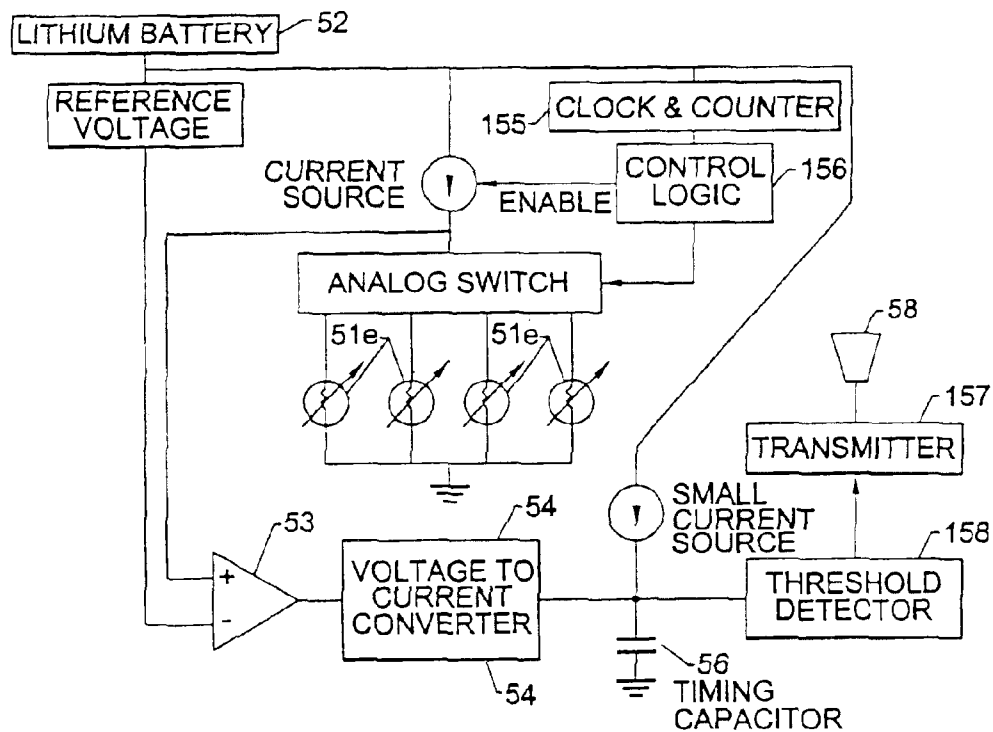 LITHIUM BATTERY
52
REFERENCE
VOLTAGE
155
CLOCK & COUNTER
CURRENT
SOURCE
ENABLE
CONTROL
LOGIC
156
ANALOG SWITCH
51e
51e
58
157
TRANSMITTER
SMALL
CURRENT
SOURCE
158
THRESHOLD
DETECTOR
53
+
-
54
VOLTAGE TO
CURRENT
CONVERTER
54
56
TIMING
CAPACITOR